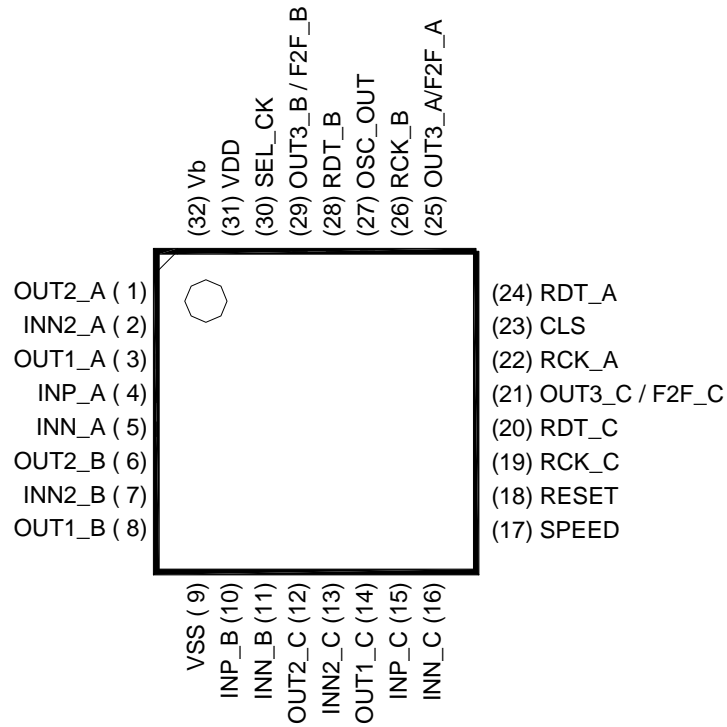 (32) Vb
(31) VDD
(30) SEL_CK
(29) OUT3_B / F2F_B
(28) RDT_B
(27) OSC_OUT
(26) RCK_B
(25) OUT3_A/F2F_A
OUT2_A ( 1)
INN2_A ( 2)
OUT1_A ( 3)
INP_A ( 4)
INN_A ( 5)
OUT2_B ( 6)
INN2_B ( 7)
OUT1_B ( 8)
(24) RDT_A
(23) CLS
(22) RCK_A
(21) OUT3_C / F2F_C
(20) RDT_C
(19) RCK_C
(18) RESET
(17) SPEED
VSS ( 9)
INP_B (10)
INN_B (11)
OUT2_C (12)
INN2_C (13)
OUT1_C (14)
INP_C (15)
INN_C (16)